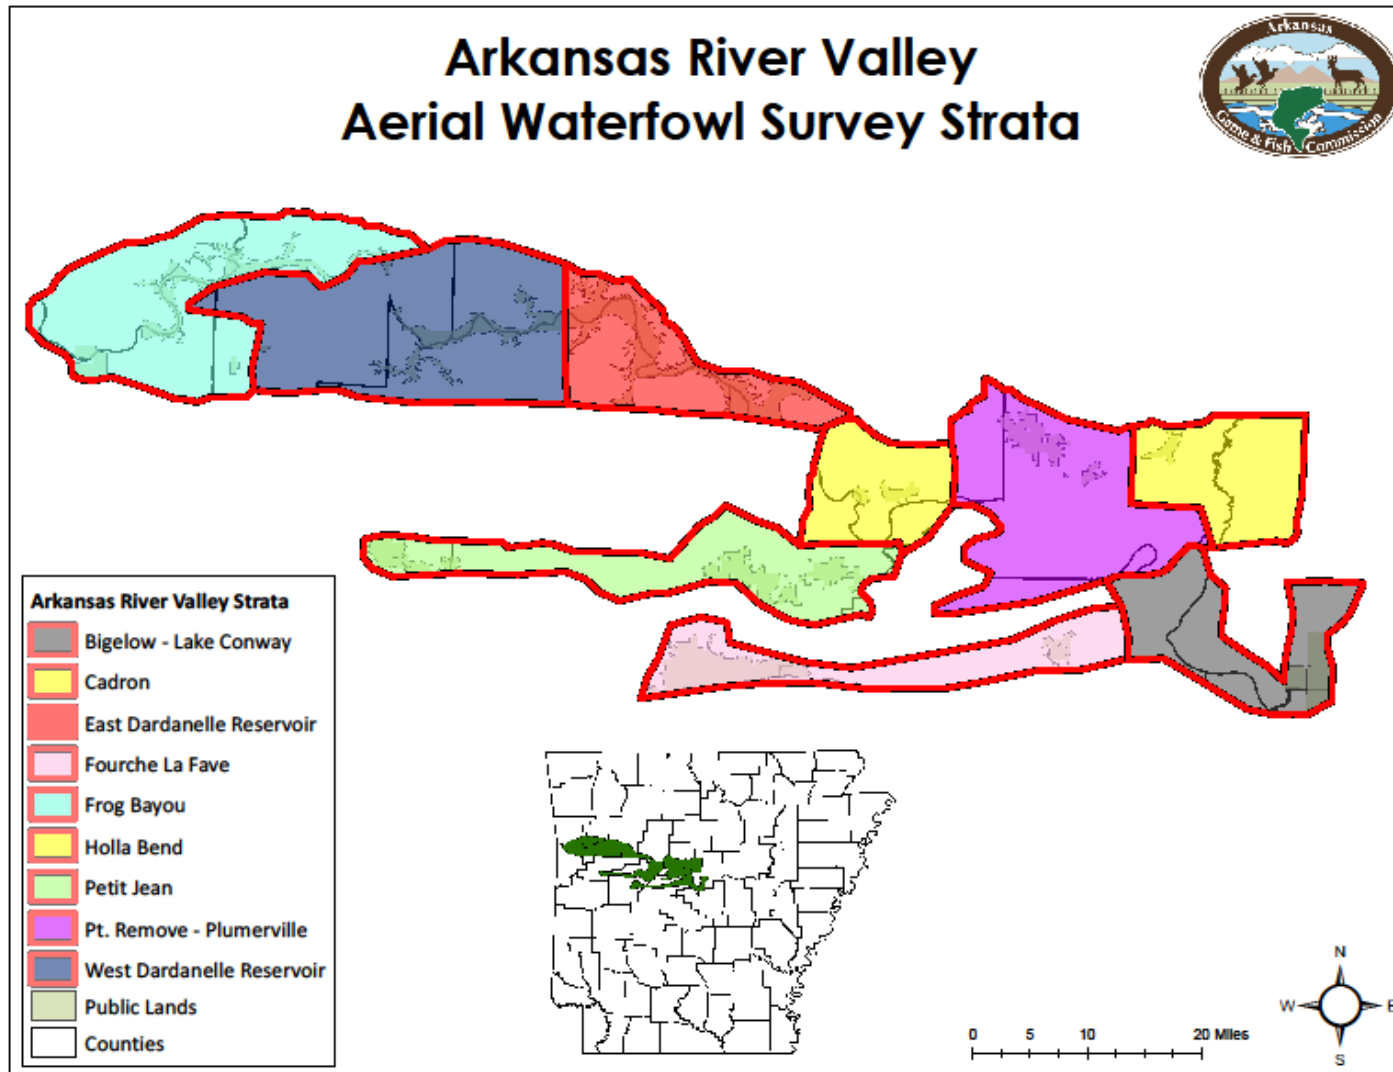 Arkansas River Valley
Aerial Waterfowl Survey Strata
Arkansas
Game & Fish Commission
Arkansas River Valley Strata
Bigelow - Lake Conway
Cadron
East Dardanelle Reservoir
Fourche La Fave
Frog Bayou
Holla Bend
Petit Jean
Pt. Remove - Plumerville
West Dardanelle Reservoir
Public Lands
Counties
0 5 10 20 Miles
N
W E
S